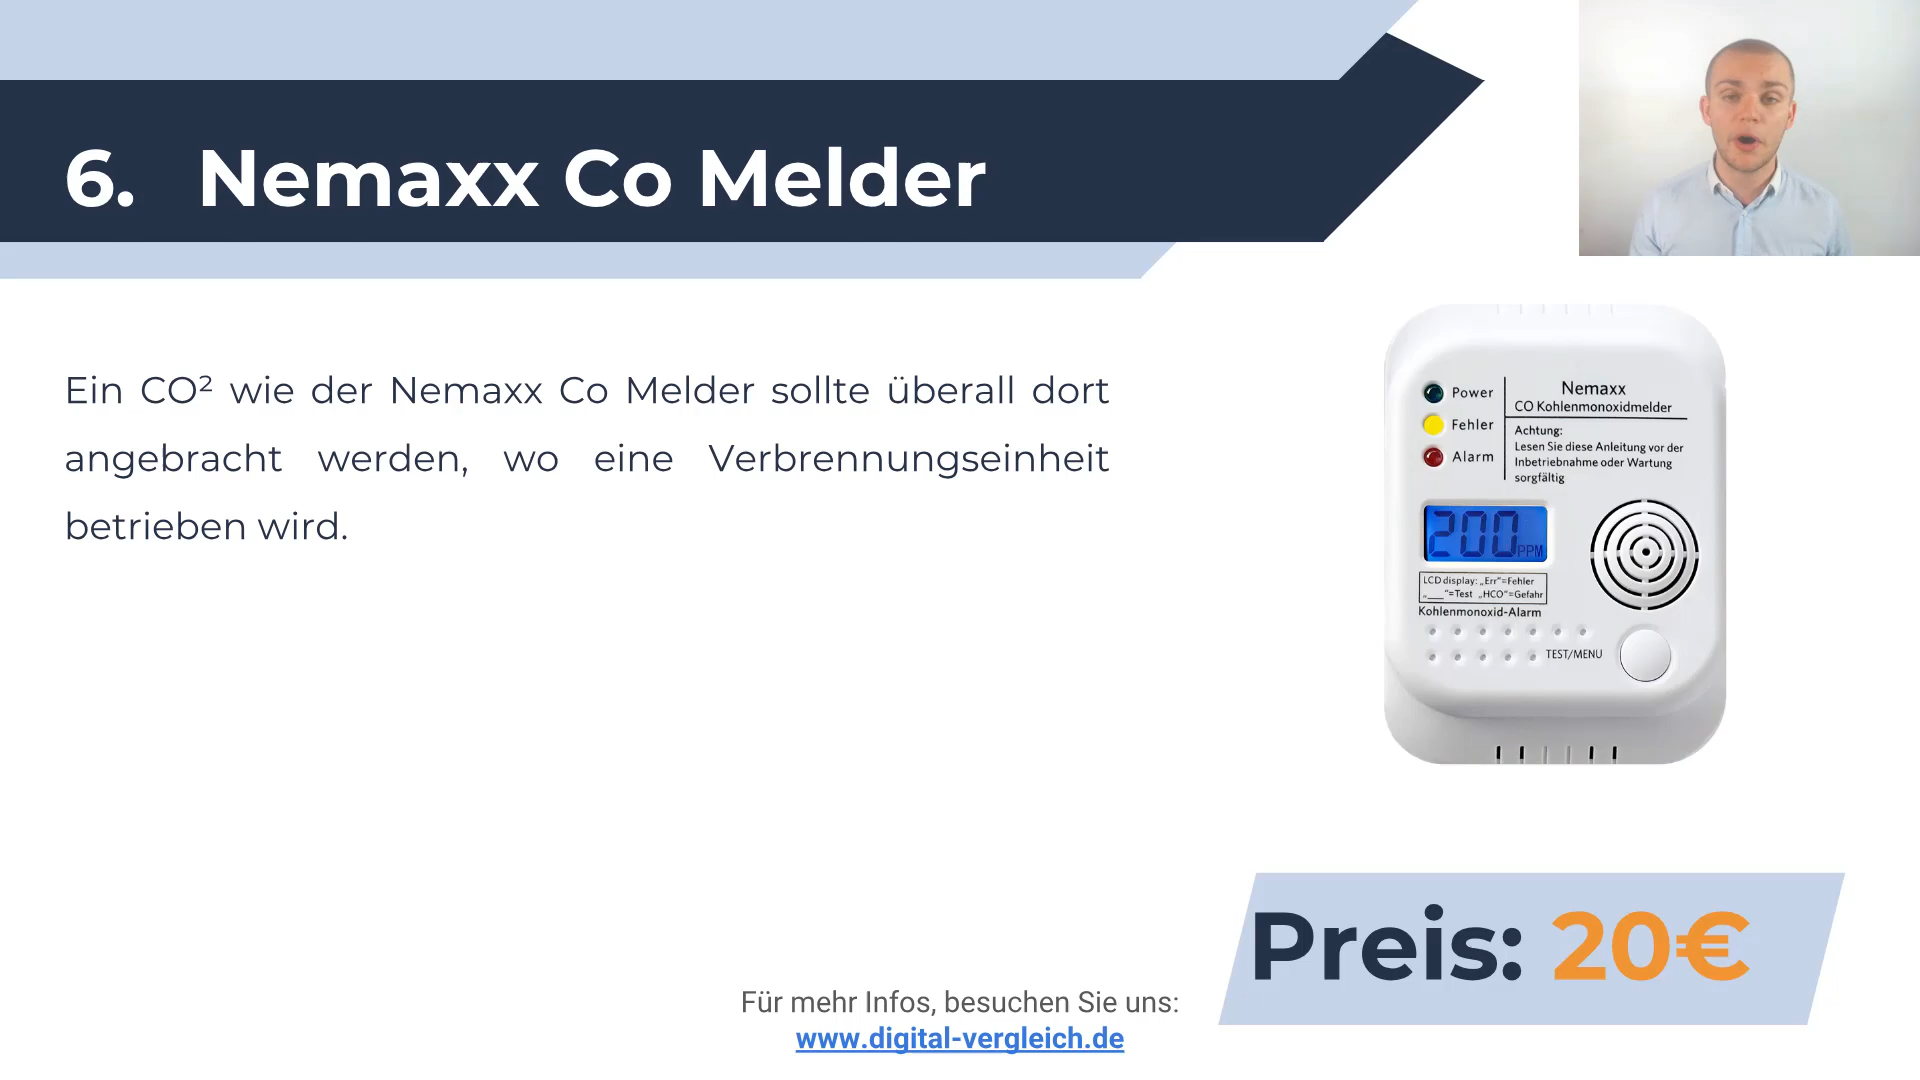 6. Nemaxx Co Melder
Ein CO² wie der Nemaxx Co Melder sollte überall dort
angebracht werden, wo eine Verbrennungseinheit
betrieben wird.
Power
Fehler
Alarm
Nemaxx
CO Kohlenmonoxidmelder
Achtung:
Lesen Sie diese Anleitung vor der
Inbetriebnahme oder Wartung
sorgfältig
200 PPM
LCD display: „Err"=Fehler
„___"=Test „HCO"=Gefahr
Kohlenmonoxid-Alarm
TEST/MENU
Preis: 20€
Für mehr Infos, besuchen Sie uns:
www.digital-vergleich.de